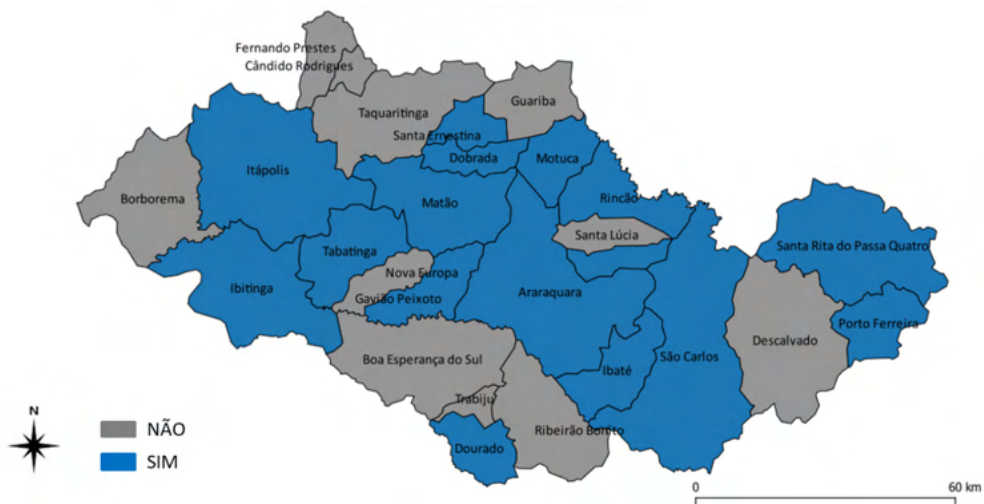 Fernando Prestes
Cândido Rodrigues
Taquaritinga
Guariba
Santa Ernestina
Dobrada
Motuca
Itápolis
Borborema
Matão
Rincão
Santa Lúcia
Tabatinga
Nova Europa
Santa Rita do Passa Quatro
Ibitinga
Gavião Peixoto
Araraquara
Porto Ferreira
Descalvado
Boa Esperança do Sul
São Carlos
Ibaté
Trabiju
Ribeirão Bonito
Dourado
N
NÃO
SIM
0
60 km